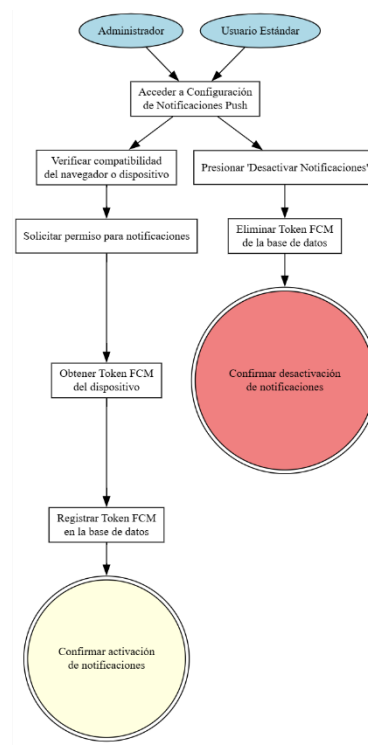 Administrador
Usuario Estándar
Acceder a Configuración
de Notificaciones Push
Verificar compatibilidad
del navegador o dispositivo
Presionar 'Desactivar Notificaciones'
Solicitar permiso para notificaciones
Eliminar Token FCM
de la base de datos
Obtener Token FCM
del dispositivo
Confirmar desactivación
de notificaciones
Registrar Token FCM
en la base de datos
Confirmar activación
de notificaciones